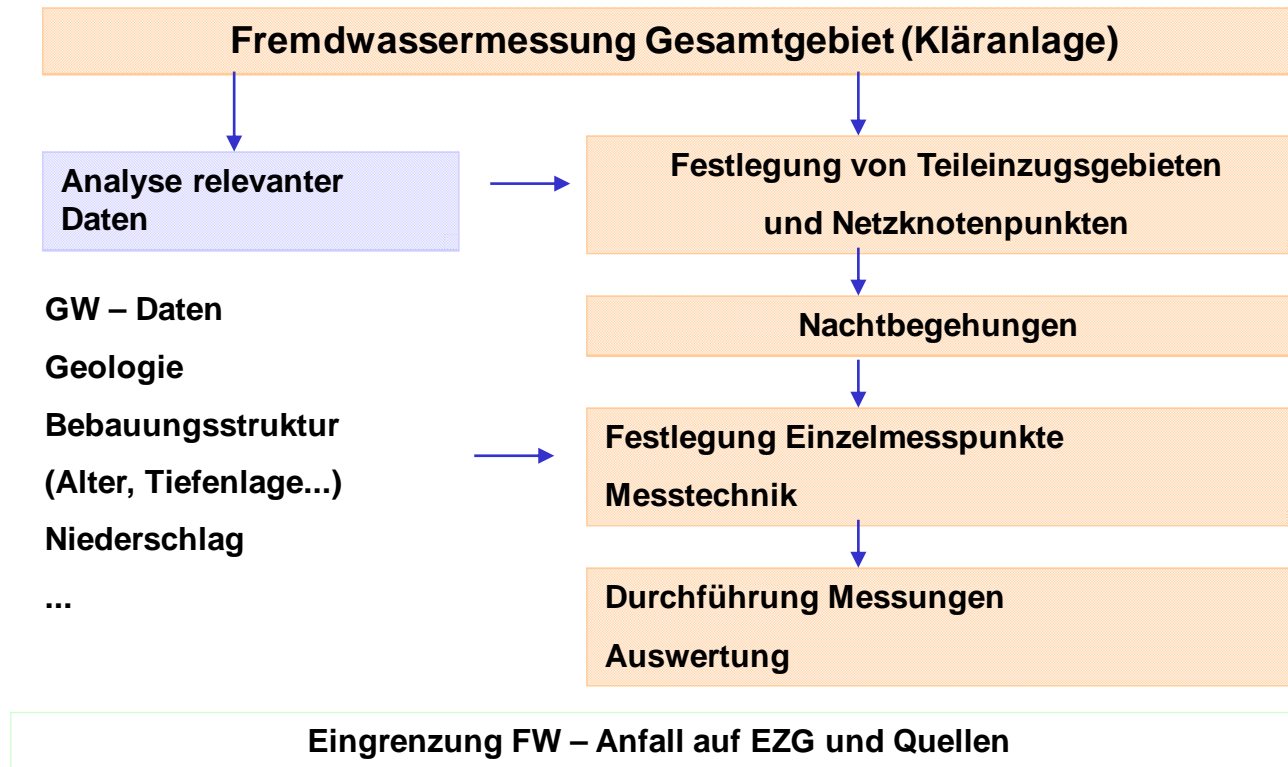 Fremdwassermessung Gesamtgebiet (Kläranlage)
Analyse relevanter
Daten
Festlegung von Teileinzugsgebieten
und Netzknotenpunkten
GW – Daten
Geologie
Bebauungsstruktur
(Alter, Tiefenlage...)
Niederschlag
...
Nachtbegehungen
Festlegung Einzelmesspunkte
Messtechnik
Durchführung Messungen
Auswertung
Eingrenzung FW – Anfall auf EZG und Quellen